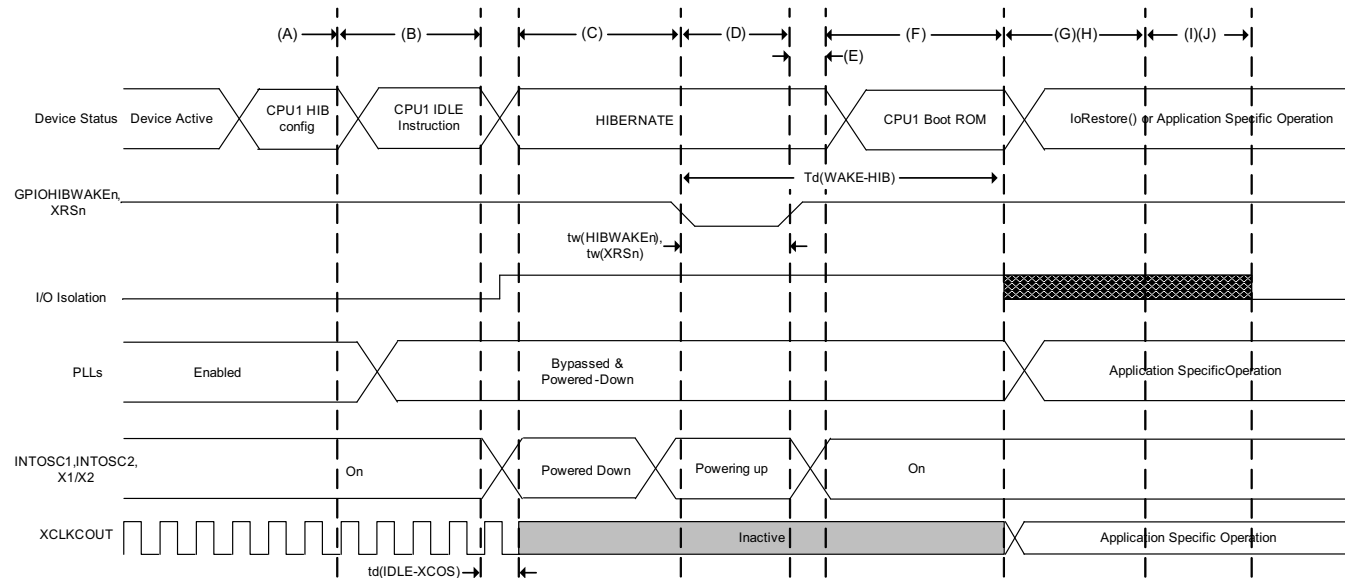 (A)
(B)
(C)
(D)
(E)
(F)
(G)(H)
(I)(J)
Device Status
Device Active
CPU1 HIB
config
CPU1 IDLE
Instruction
HIBERNATE
CPU1 Boot ROM
IoRestore() or Application Specific Operation
Td(WAKE-HIB)
GPIOHIBWAKEn,
XRSn
tw(HIBWAKEn),
tw(XRSn)
I/O Isolation
PLLs
Enabled
Bypassed &
Powered-Down
Application SpecificOperation
INTOSC1,INTOSC2,
X1/X2
On
Powered Down
Powering up
On
XCLKCOUT
Inactive
Application Specific Operation
td(IDLE-XCOS)